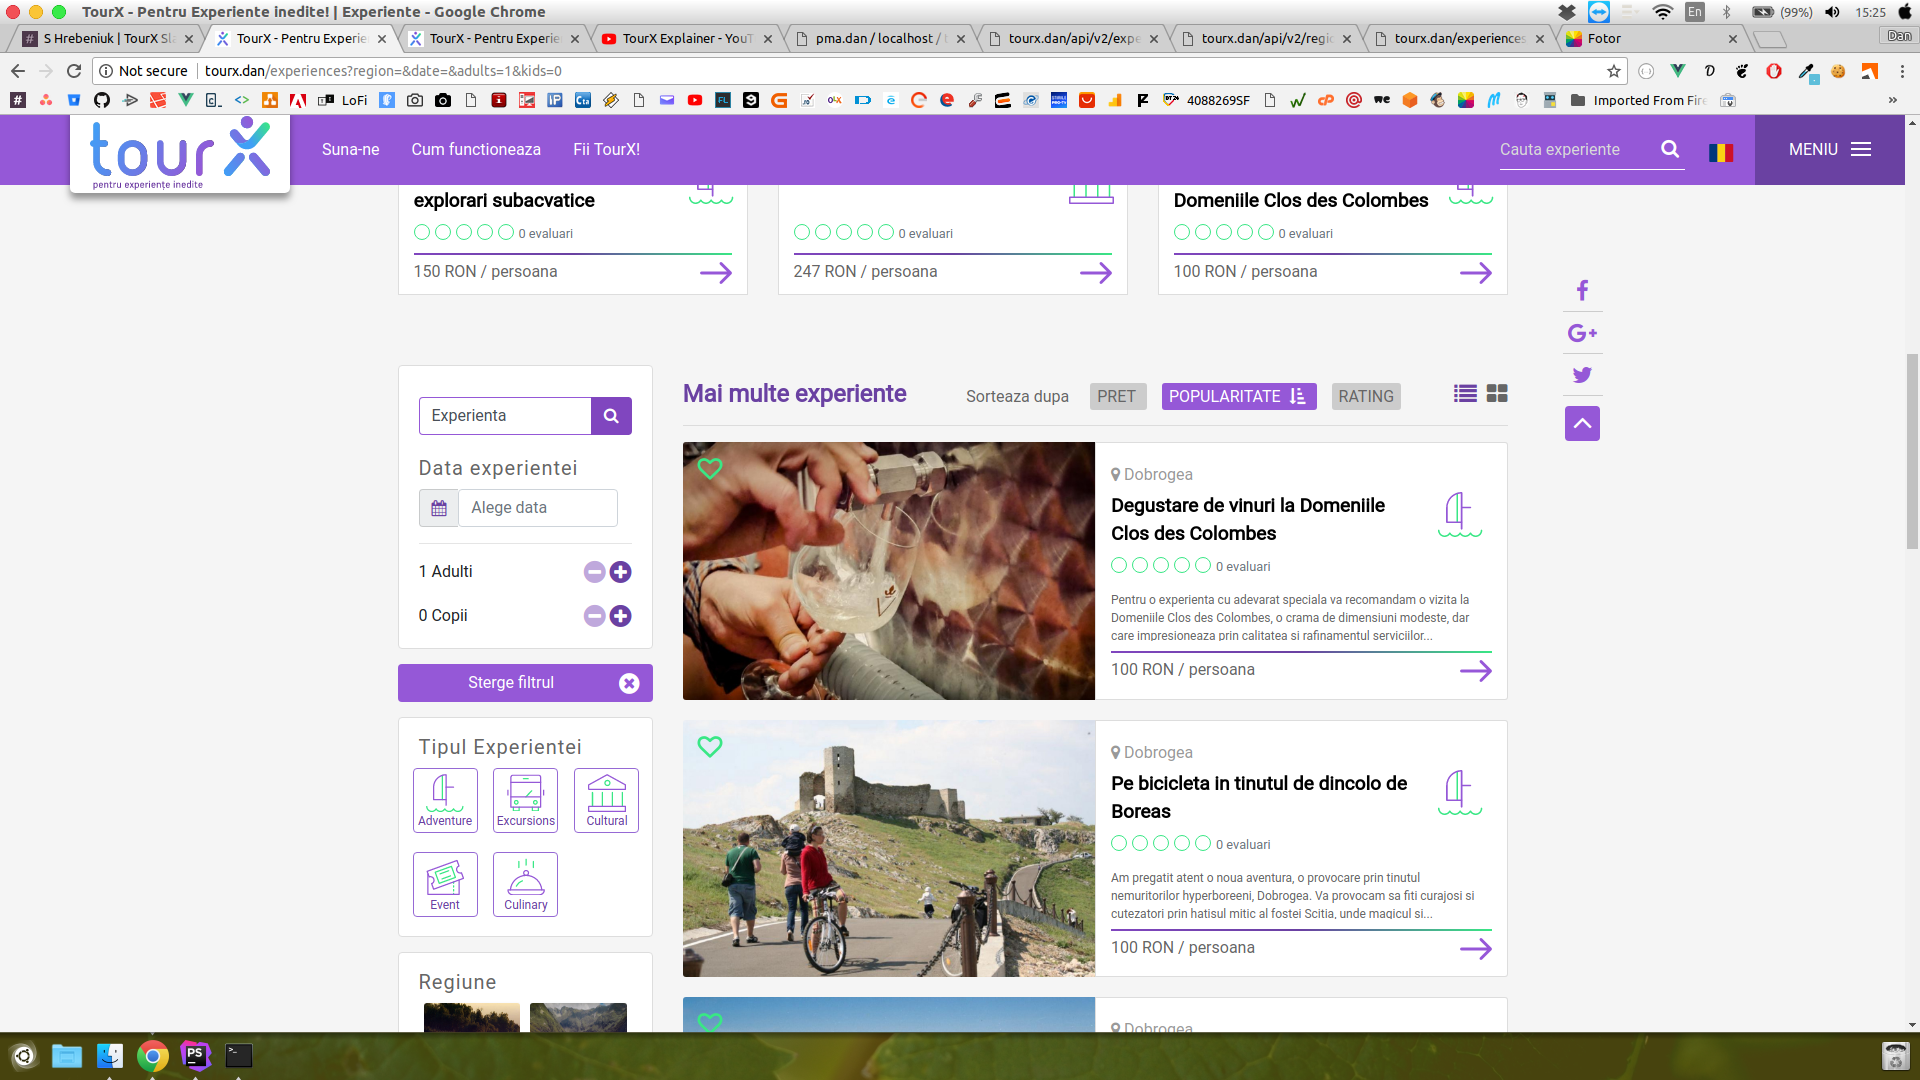 TourX - Pentru Experiente inedite! | Experiente - Google Chrome
En
(99%)
15:25
S Hrebeniuk | TourX Sla
TourX - Pentru Experie
TourX - Pentru Experie
TourX Explainer - YouT
pma.dan / localhost / t
tourx.dan/api/v2/expe
tourx.dan/api/v2/regio
tourx.dan/experiences
Fotor
Dan
Not secure
tourx.dan/experiences?region=&date=&adults=1&kids=0
LoFi
4088269SF
Imported From Fire
tourX
pentru experiențe inedite
Suna-ne
Cum functioneaza
Fii TourX!
Cauta experiente
MENIU
explorari subacvatice
Domeniile Clos des Colombes
0 evaluari
0 evaluari
0 evaluari
150 RON / persoana
247 RON / persoana
100 RON / persoana
Experienta
Data experientei
Alege data
1 Adulti
0 Copii
Sterge filtrul
Tipul Experientei
Adventure
Excursions
Cultural
Event
Culinary
Regiune
Mai multe experiente
Sorteaza dupa
PRET
POPULARITATE
RATING
Dobrogea
Degustare de vinuri la Domeniile
Clos des Colombes
0 evaluari
Pentru o experienta cu adevarat speciala va recomandam o vizita la
Domeniile Clos des Colombes, o crama de dimensiuni modeste, dar
care impresioneaza prin calitatea si rafinamentul serviciilor...
100 RON / persoana
Dobrogea
Pe bicicleta in tinutul de dincolo de
Boreas
0 evaluari
Am pregatit atent o noua aventura, o provocare prin tinutul
nemuritorilor hyperboreeni, Dobrogea. Va provocam sa fiti curajosi si
cutezatori prin hatisul mitic al fostei Scitia, unde magicul si...
100 RON / persoana
Dobrogea
PS